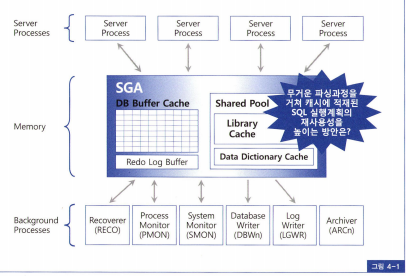 Server
Processes
Server
Process
Server
Process
Server
Process
Server
Process
Memory
SGA
DB Buffer Cache
Redo Log Buffer
Shared Pool
Library
Cache
Data Dictionary Cache
무거운 파싱과정을
거쳐 캐시에 적재된
SQL 실행계획의
재사용성을
높이는 방안은?
Background
Processes
Recoverer
(RECO)
Process
Monitor
(PMON)
System
Monitor
(SMON)
Database
Writer
(DBWn)
Log
Writer
(LGWR)
Archiver
(ARCn)
그림 4-1